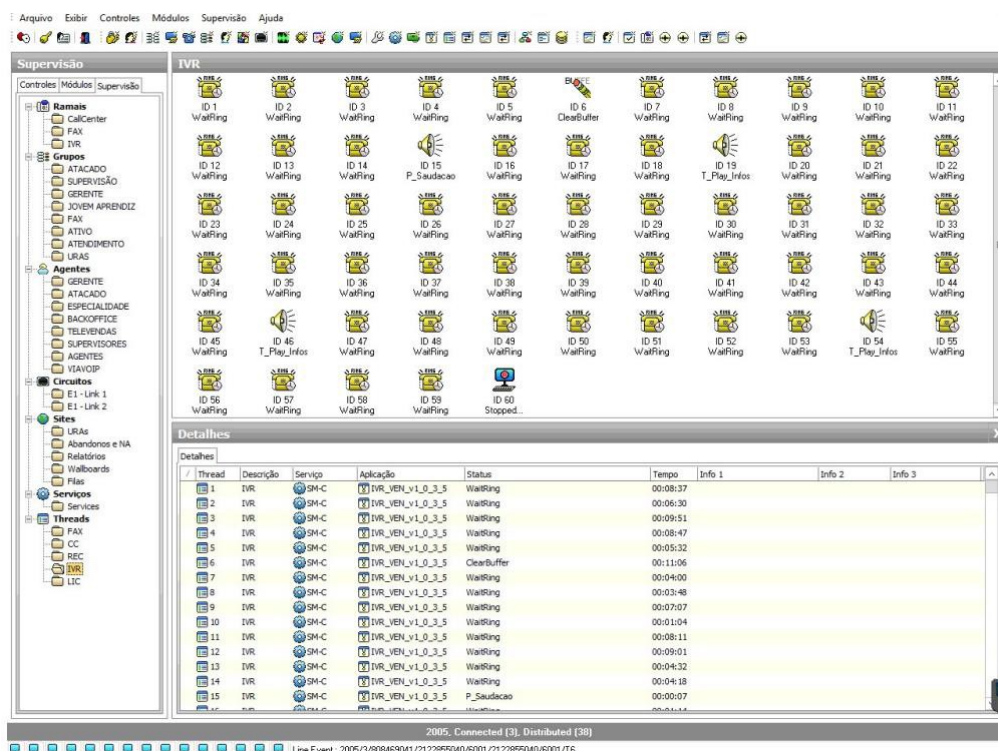 Arquivo Exibir Controles Módulos Supervisão Ajuda
Supervisão
Controles Módulos Supervisão
Ramais
CallCenter
FAX
IVR
Grupos
ATACADO
SUPERVISÃO
GERENTE
JOVEM APRENDIZ
FAX
ATIVO
ATENDIMENTO
URAS
Agentes
GERENTE
ATACADO
ESPECIALIDADE
BACKOFFICE
TELEVENDAS
SUPERVISORES
AGENTES
VIAVOIP
Circuitos
E1 - Link 1
E1 - Link 2
Sites
URAs
Abandonos e NA
Relatórios
Wallboards
Filas
Serviços
Services
Threads
FAX
CC
REC
IVR
LIC
IVR
ID 1 ID 2 ID 3 ID 4 ID 5 ID 6 ID 7 ID 8 ID 9 ID 10 ID 11
WaitRing WaitRing WaitRing WaitRing WaitRing ClearBuffer WaitRing WaitRing WaitRing WaitRing WaitRing
ID 12 ID 13 ID 14 ID 15 ID 16 ID 17 ID 18 ID 19 ID 20 ID 21 ID 22
WaitRing WaitRing WaitRing P_Saudacao WaitRing WaitRing WaitRing T_Play_Infos WaitRing WaitRing WaitRing
ID 23 ID 24 ID 25 ID 26 ID 27 ID 28 ID 29 ID 30 ID 31 ID 32 ID 33
WaitRing WaitRing WaitRing WaitRing WaitRing WaitRing WaitRing WaitRing WaitRing WaitRing WaitRing
ID 34 ID 35 ID 36 ID 37 ID 38 ID 39 ID 40 ID 41 ID 42 ID 43 ID 44
WaitRing WaitRing WaitRing WaitRing WaitRing WaitRing WaitRing WaitRing WaitRing WaitRing WaitRing
ID 45 ID 46 ID 47 ID 48 ID 49 ID 50 ID 51 ID 52 ID 53 ID 54 ID 55
WaitRing T_Play_Infos WaitRing WaitRing WaitRing WaitRing WaitRing WaitRing WaitRing T_Play_Infos WaitRing
ID 56 ID 57 ID 58 ID 59 ID 60
WaitRing WaitRing WaitRing WaitRing Stopped...
Detalhes
Detalhes
/ Thread Descrição Serviço Aplicação Status Tempo Info 1 Info 2 Info 3
1 IVR SM-C IVR_VEN_v1_0_3_5 WaitRing 00:08:37
2 IVR SM-C IVR_VEN_v1_0_3_5 WaitRing 00:06:30
3 IVR SM-C IVR_VEN_v1_0_3_5 WaitRing 00:09:51
4 IVR SM-C IVR_VEN_v1_0_3_5 WaitRing 00:08:47
5 IVR SM-C IVR_VEN_v1_0_3_5 WaitRing 00:05:32
6 IVR SM-C IVR_VEN_v1_0_3_5 ClearBuffer 00:11:06
7 IVR SM-C IVR_VEN_v1_0_3_5 WaitRing 00:04:00
8 IVR SM-C IVR_VEN_v1_0_3_5 WaitRing 00:03:48
9 IVR SM-C IVR_VEN_v1_0_3_5 WaitRing 00:07:07
10 IVR SM-C IVR_VEN_v1_0_3_5 WaitRing 00:01:04
11 IVR SM-C IVR_VEN_v1_0_3_5 WaitRing 00:08:11
12 IVR SM-C IVR_VEN_v1_0_3_5 WaitRing 00:09:01
13 IVR SM-C IVR_VEN_v1_0_3_5 WaitRing 00:04:32
14 IVR SM-C IVR_VEN_v1_0_3_5 WaitRing 00:04:18
15 IVR SM-C IVR_VEN_v1_0_3_5 P_Saudacao 00:00:07
2005, Connected (3), Distributed (38)
Line Event : 2005/3/808469041/2122855040/6001/2122855040/6001/T6